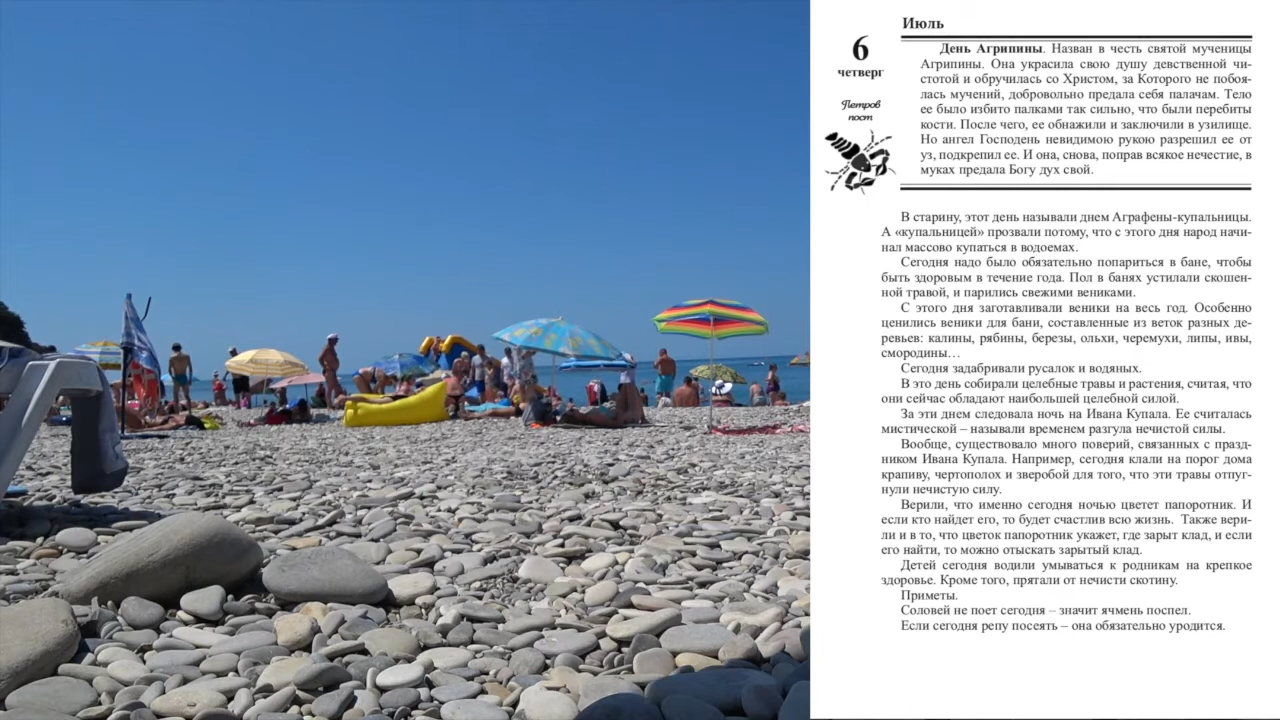 Июль
6
четверг
Петров
пост
День Агрипины. Назван в честь святой мученицы
Агрипины. Она украсила свою душу девственной чи-
стотой и обручилась со Христом, за Которого не побоя-
лась мучений, добровольно предала себя палачам. Тело
ее было избито палками так сильно, что были перебиты
кости. После чего, ее обнажили и заключили в узилище.
Но ангел Господень невидимою рукою разрешил ее от
уз, подкрепил ее. И она, снова, поправ всякое нечестие, в
муках предала Богу дух свой.
В старину, этот день называли днем Аграфены-купальницы.
А «купальницей» прозвали потому, что с этого дня народ начи-
нал массово купаться в водоемах.
Сегодня надо было обязательно попариться в бане, чтобы
быть здоровым в течение года. Пол в банях устилали скошен-
ной травой, и парились свежими вениками.
С этого дня заготавливали веники на весь год. Особенно
ценились веники для бани, составленные из веток разных де-
ревьев: калины, рябины, березы, ольхи, черемухи, липы, ивы,
смородины…
Сегодня задабривали русалок и водяных.
В это день собирали целебные травы и растения, считая, что
они сейчас обладают наибольшей целебной силой.
За эти днем следовала ночь на Ивана Купала. Ее считалась
мистической – называли временем разгула нечистой силы.
Вообще, существовало много поверий, связанных с празд-
ником Ивана Купала. Например, сегодня клали на порог дома
крапиву, чертополох и зверобой для того, что эти травы отпуг-
нули нечистую силу.
Верили, что именно сегодня ночью цветет папоротник. И
если кто найдет его, то будет счастлив всю жизнь. Также вери-
ли и в то, что цветок папоротник укажет, где зарыт клад, и если
его найти, то можно отыскать зарытый клад.
Детей сегодня водили умываться к родникам на крепкое
здоровье. Кроме того, прятали от нечисти скотину.
Приметы.
Соловей не поет сегодня – значит ячмень поспел.
Если сегодня репу посеять – она обязательно уродится.